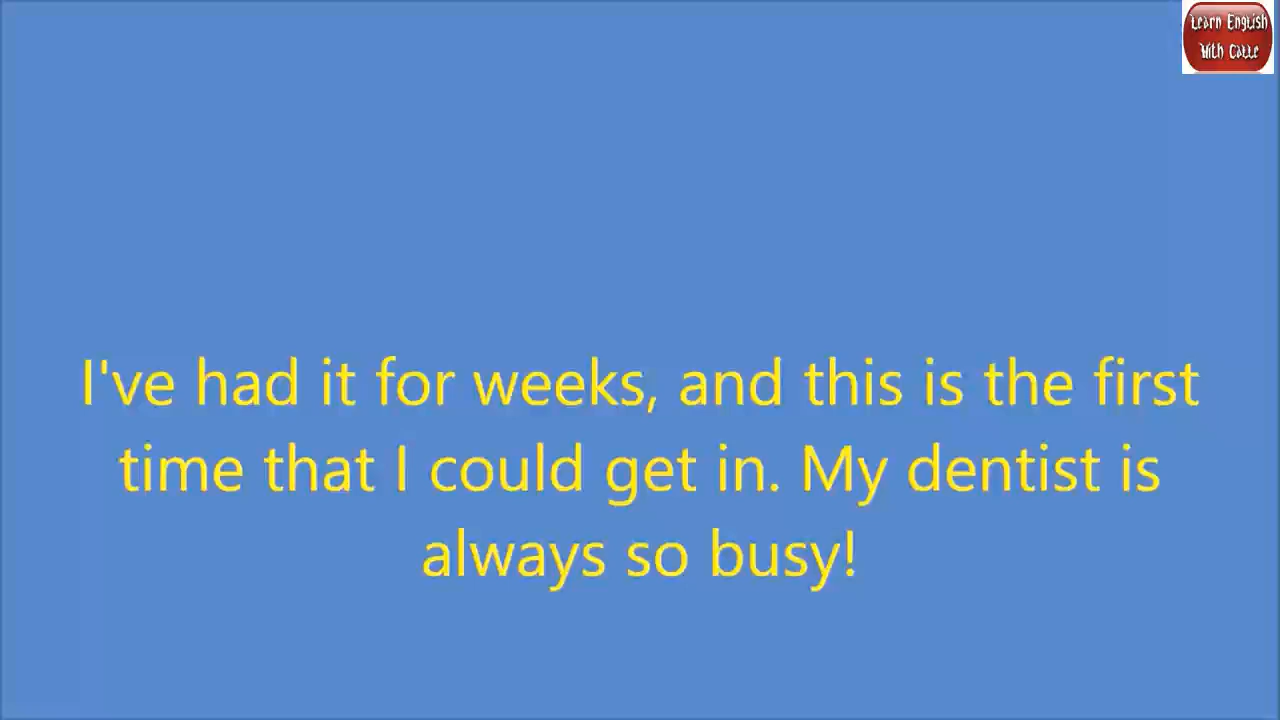 Learn English
With Catte
I've had it for weeks, and this is the first
time that I could get in. My dentist is
always so busy!